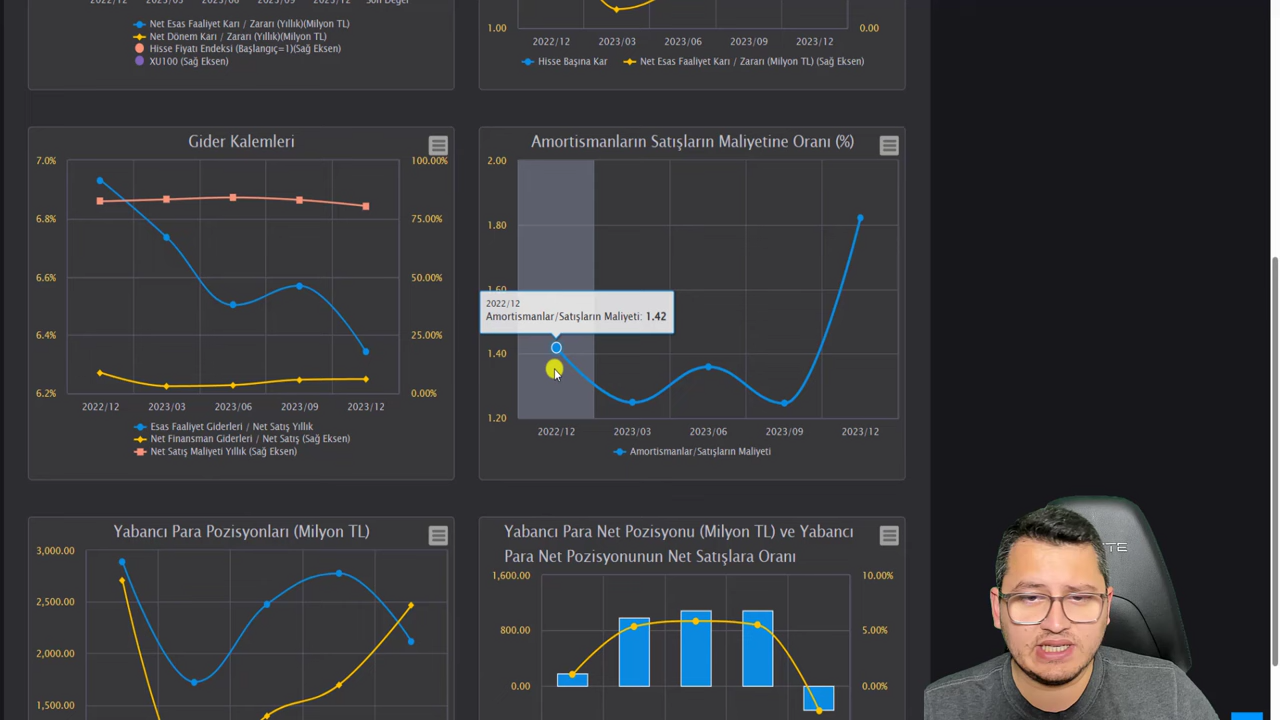 Net Esas Faaliyet Karı / Zararı (Yıllık)(Milyon TL)
Net Dönem Karı / Zararı (Yıllık)(Milyon TL)
Hisse Fiyatı Endeksi (Başlangıç=1)(Sağ Eksen)
XU100 (Sağ Eksen)
1.00
0.00
2022/12
2023/03
2023/06
2023/09
2023/12
Hisse Başına Kar
Net Esas Faaliyet Karı / Zararı (Milyon TL) (Sağ Eksen)
Gider Kalemleri
7.0%
6.8%
6.6%
6.4%
6.2%
100.00%
75.00%
50.00%
25.00%
0.00%
2022/12
2023/03
2023/06
2023/09
2023/12
Esas Faaliyet Giderleri / Net Satış Yıllık
Net Finansman Giderleri / Net Satış (Sağ Eksen)
Net Satış Maliyeti Yıllık (Sağ Eksen)
Amortismanların Satışların Maliyetine Oranı (%)
2.00
1.80
1.60
1.40
1.20
2022/12
Amortismanlar/Satışların Maliyeti: 1.42
2022/12
2023/03
2023/06
2023/09
2023/12
Amortismanlar/Satışların Maliyeti
Yabancı Para Pozisyonları (Milyon TL)
3,000.00
2,500.00
2,000.00
1,500.00
Yabancı Para Net Pozisyonu (Milyon TL) ve Yabancı
Para Net Pozisyonunun Net Satışlara Oranı
1,600.00
800.00
0.00
10.00%
5.00%
0.00%